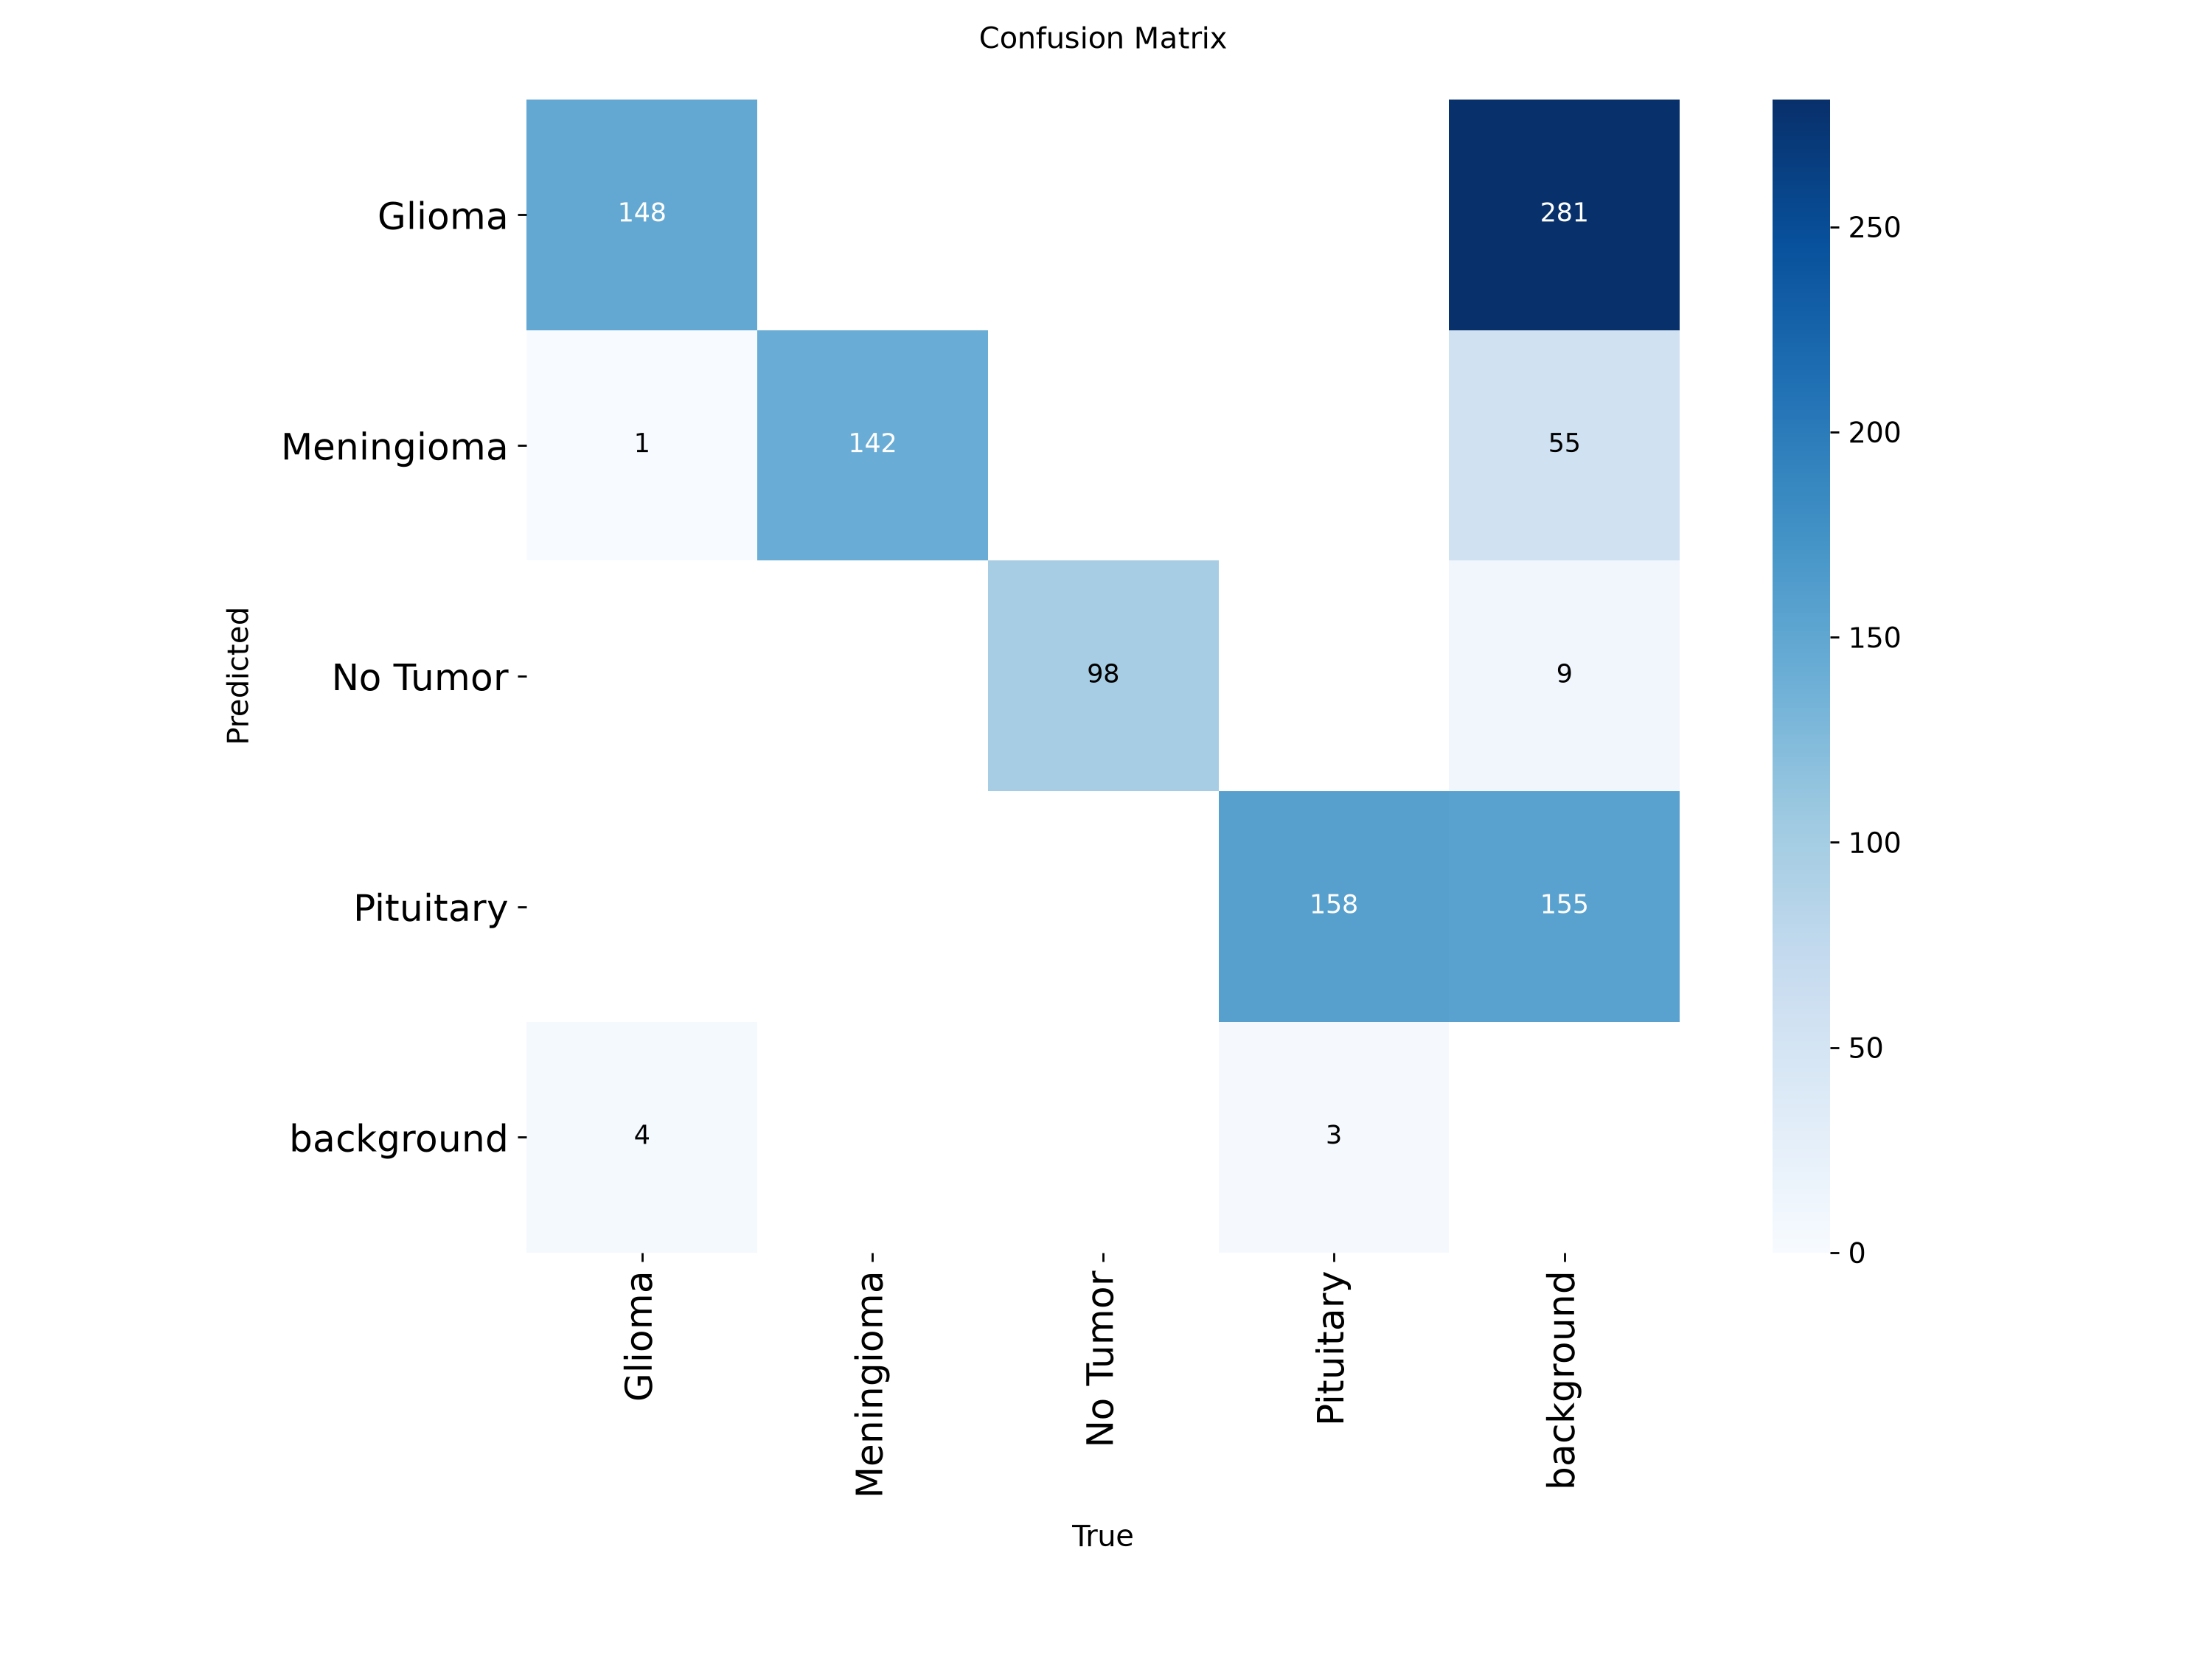 Confusion Matrix
Glioma
148
281
250
Meningioma
1
142
55
200
No Tumor
98
9
150
Predicted
Pituitary
158
155
100
background
4
3
50
0
Glioma
Meningioma
No Tumor
Pituitary
background
True